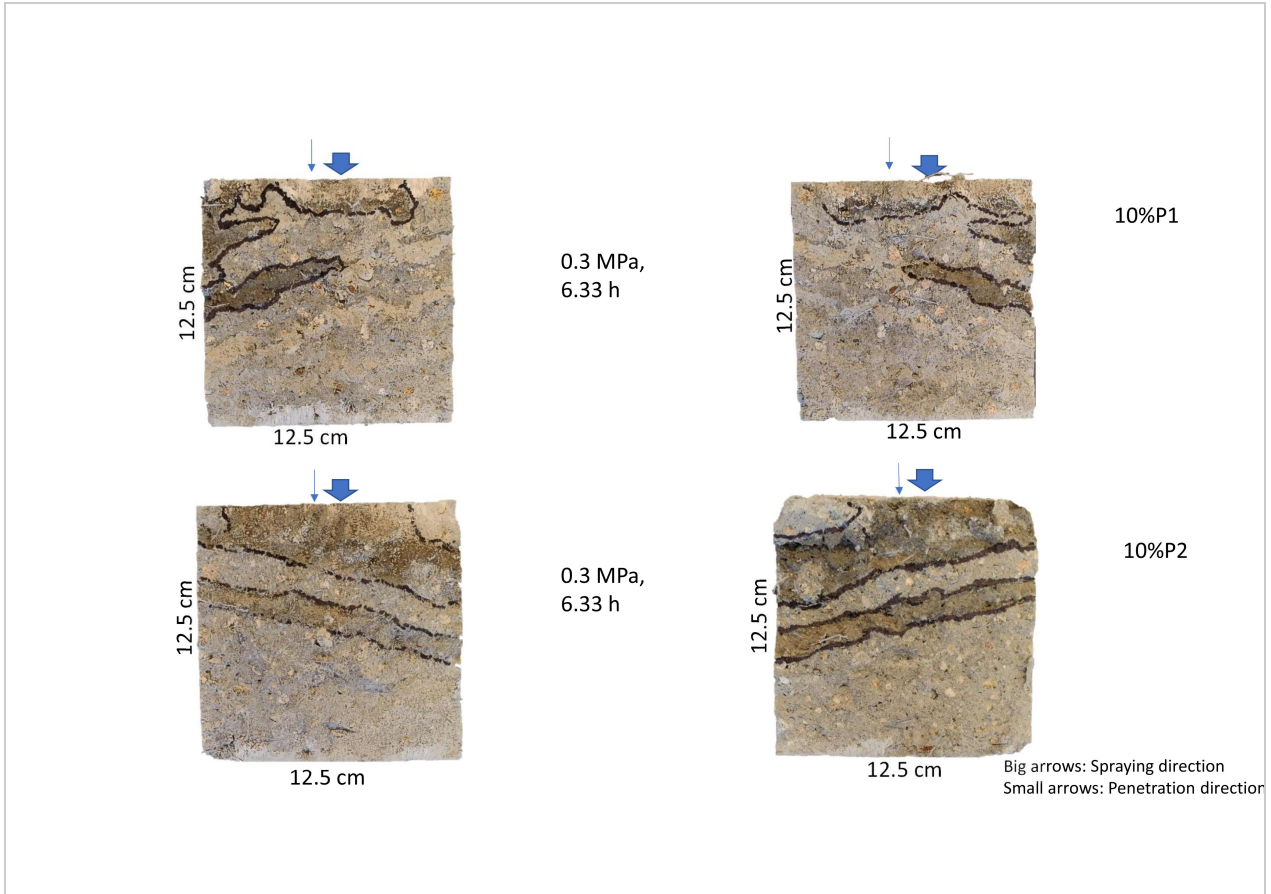 10%P1
0.3 MPa,
6.33 h
12.5 cm
12.5 cm
12.5 cm
12.5 cm
10%P2
0.3 MPa,
6.33 h
12.5 cm
12.5 cm
12.5 cm
12.5 cm
Big arrows: Spraying direction
Small arrows: Penetration direction